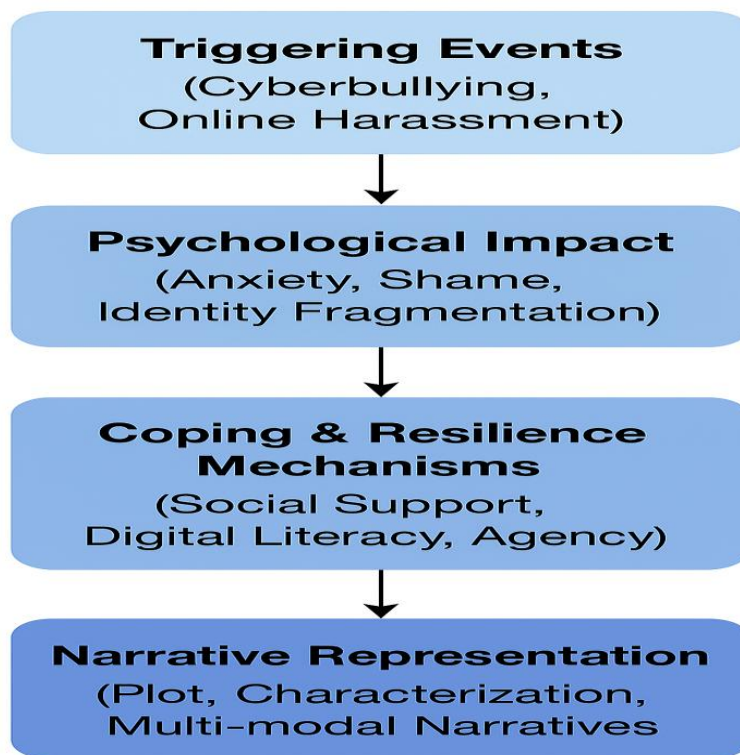 Triggering Events
(Cyberbullying,
Online Harassment)
Psychological Impact
(Anxiety, Shame,
Identity Fragmentation)
Coping & Resilience
Mechanisms
(Social Support,
Digital Literacy, Agency)
Narrative Representation
(Plot, Characterization,
Multi-modal Narratives